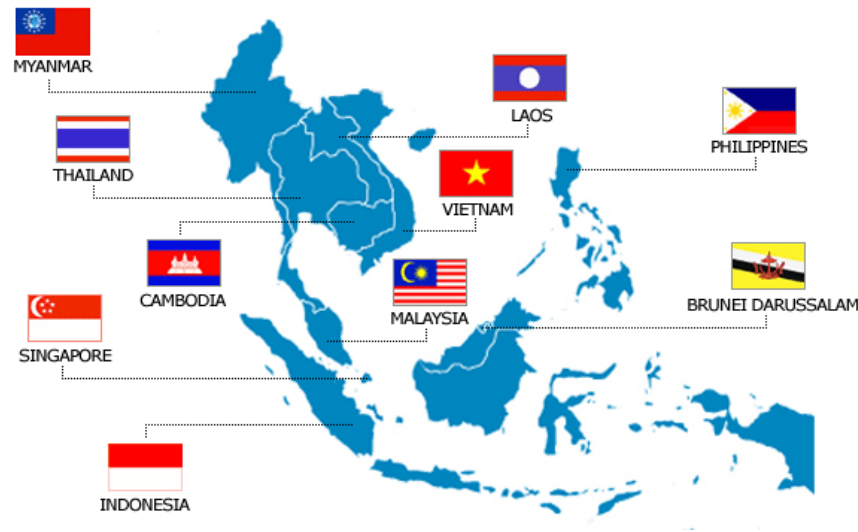 MYANMAR
LAOS
PHILIPPINES
THAILAND
VIETNAM
CAMBODIA
MALAYSIA
BRUNEI DARUSSALAM
SINGAPORE
INDONESIA